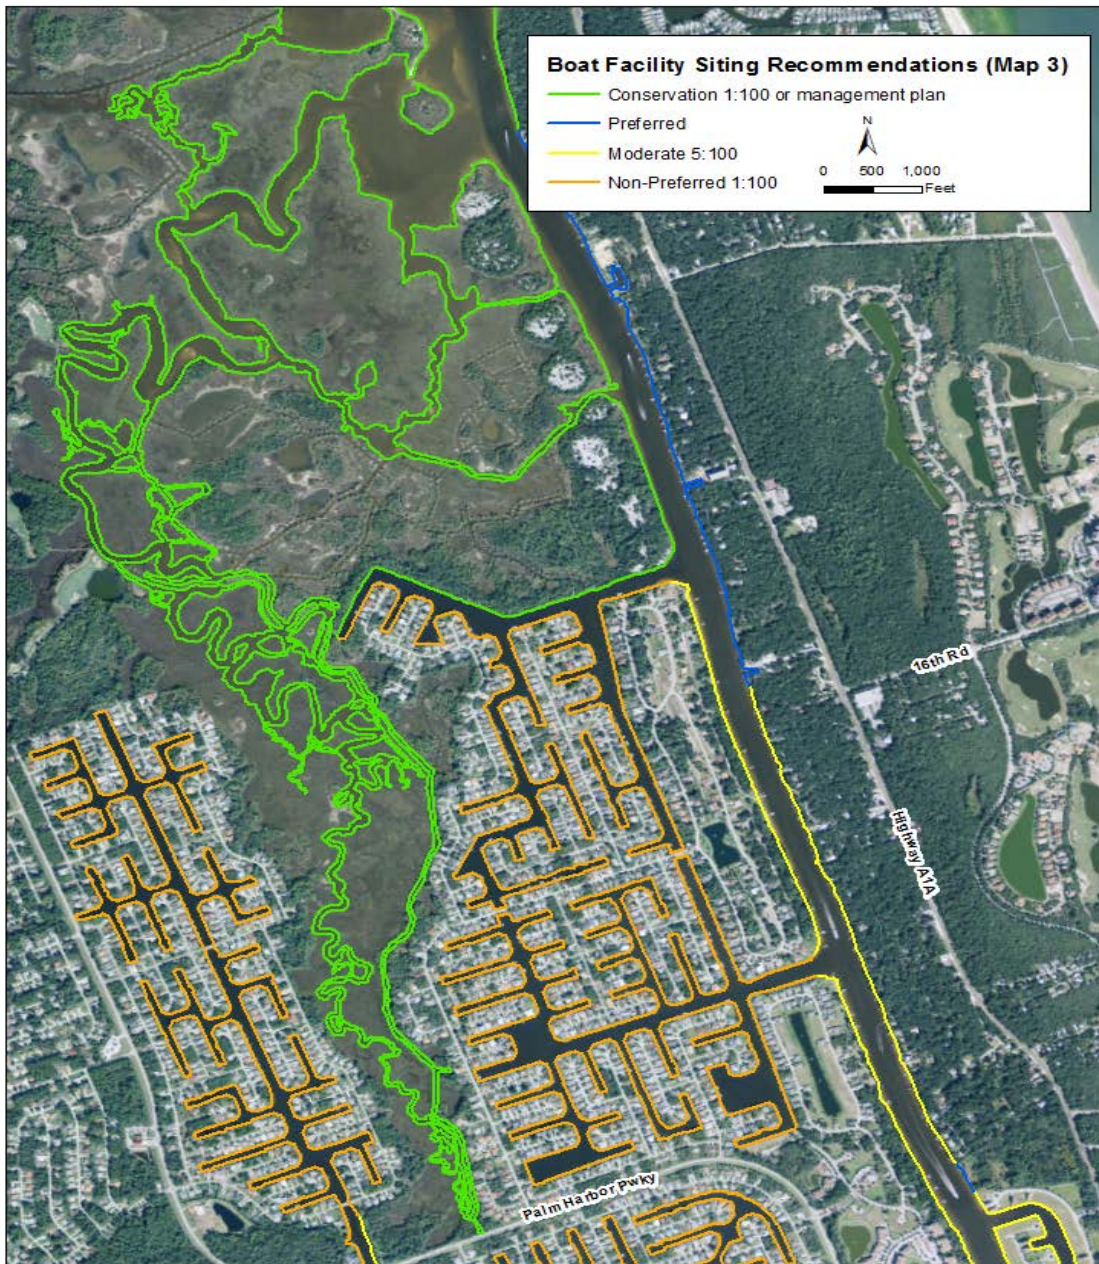 Boat Facility Siting Recommendations (Map 3)
Conservation 1:100 or management plan
Preferred
Moderate 5:100
Non-Preferred 1:100
N
0 500 1,000
Feet
16th Rd
Highway A1A
Palm Harbor Pwky